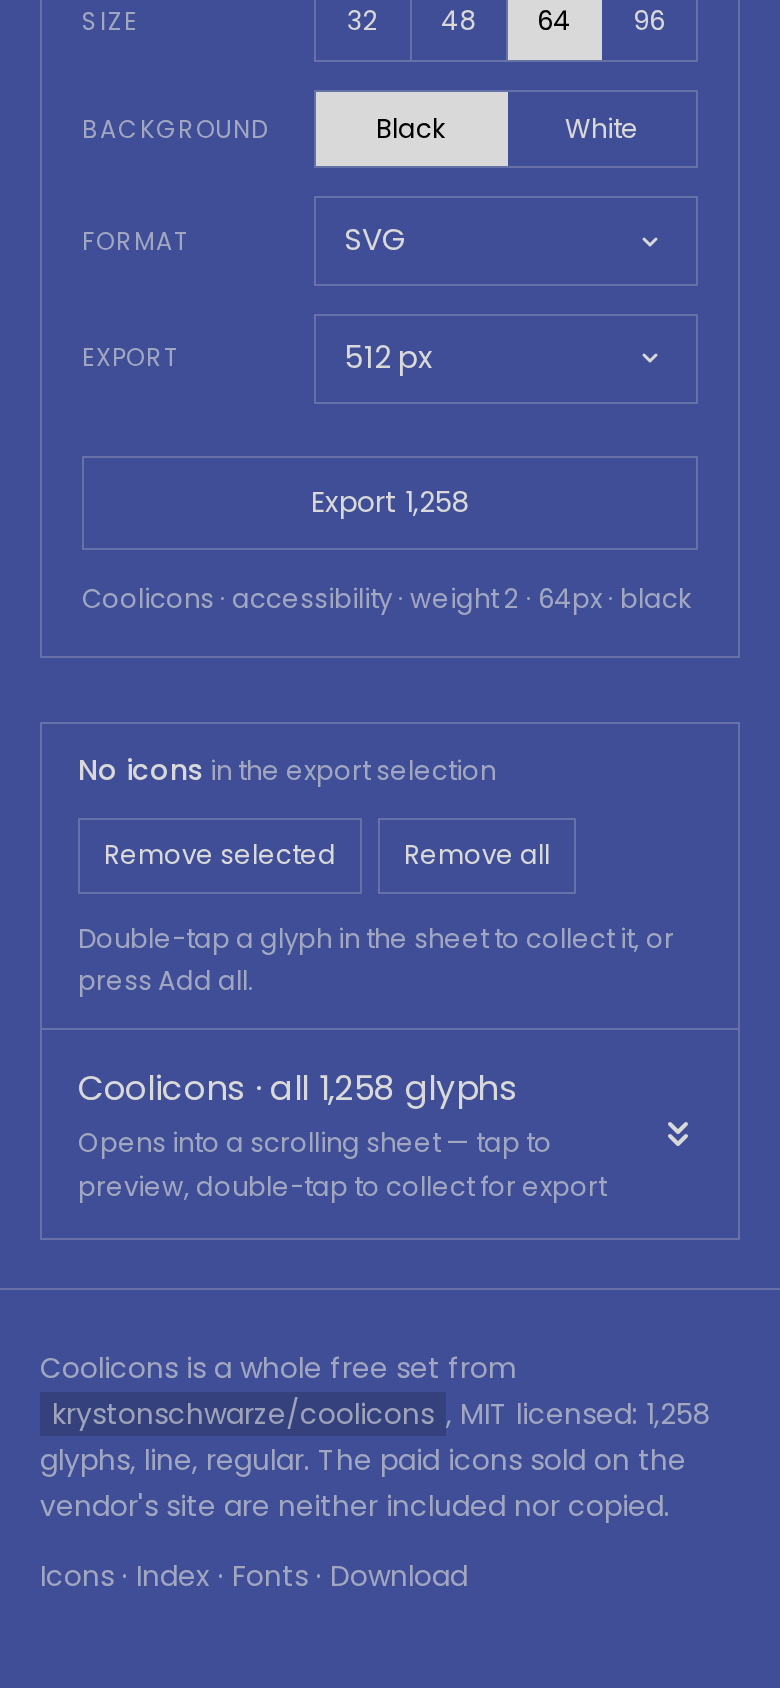 SIZE 32 48 64 96
BACKGROUND Black White
FORMAT SVG
EXPORT 512 px
Export 1,258
Coolicons · accessibility · weight 2 · 64px · black
No icons in the export selection
Remove selected Remove all
Double-tap a glyph in the sheet to collect it, or
press Add all.
Coolicons · all 1,258 glyphs
Opens into a scrolling sheet — tap to
preview, double-tap to collect for export
Coolicons is a whole free set from
krystonschwarze/coolicons , MIT licensed: 1,258
glyphs, line, regular. The paid icons sold on the
vendor's site are neither included nor copied.
Icons · Index · Fonts · Download